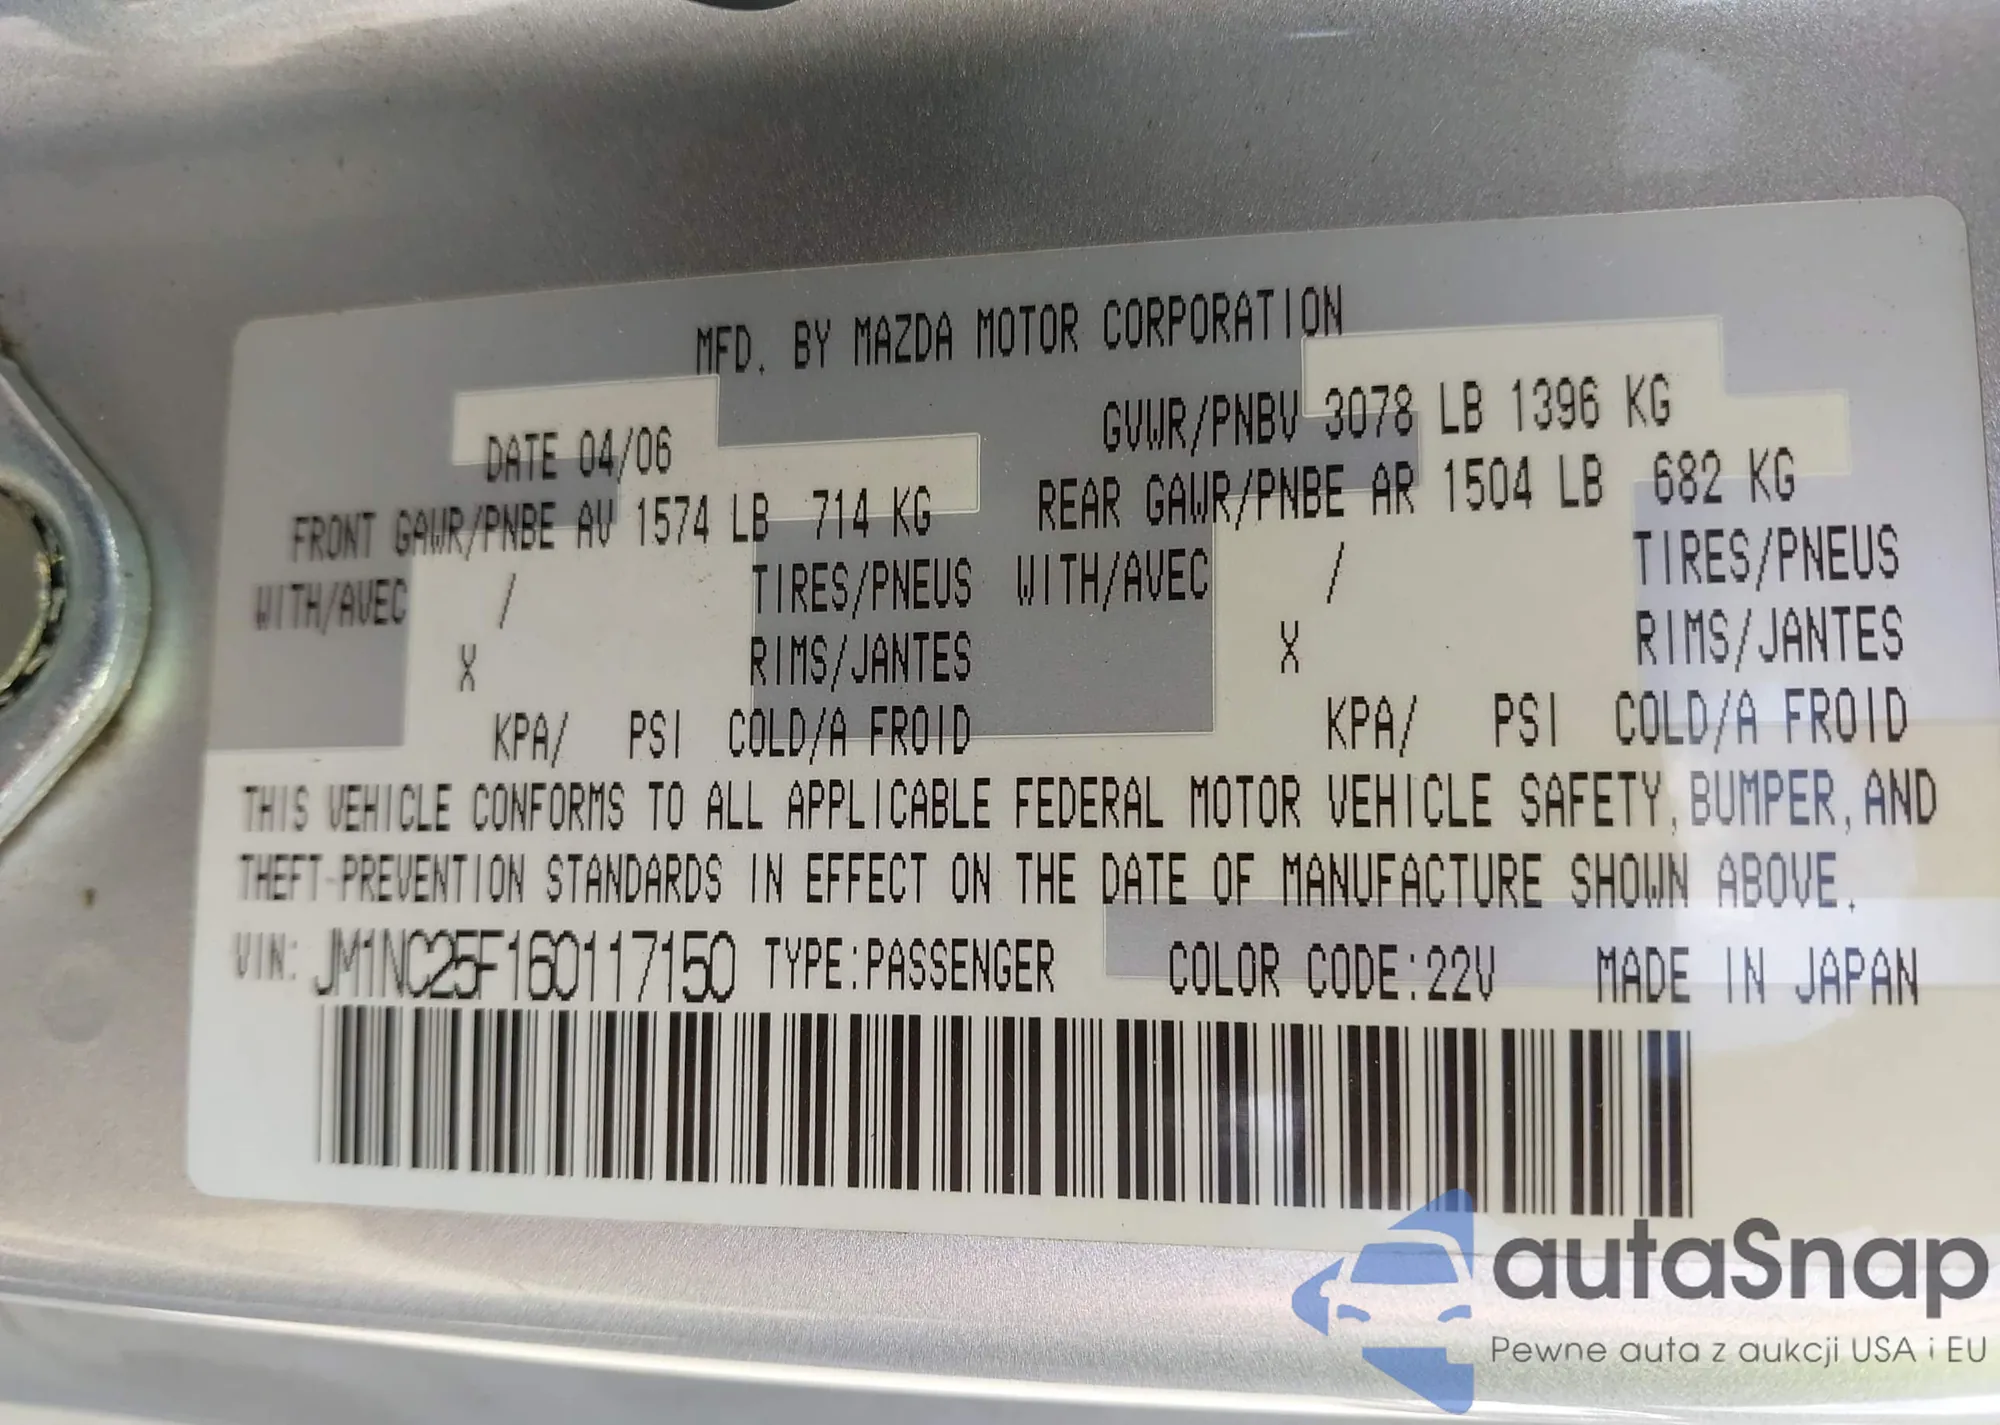 MFD. BY MAZDA MOTOR CORPORATION
DATE 04/06 GVWR/PNBV 3078 LB 1396 KG
FRONT GAWR/PNBE AV 1574 LB 714 KG REAR GAWR/PNBE AR 1504 LB 682 KG
WITH/AVEC / TIRES/PNEUS WITH/AVEC / TIRES/PNEUS
X RIMS/JANTES X RIMS/JANTES
KPA/ PSI COLD/A FROID KPA/ PSI COLD/A FROID
THIS VEHICLE CONFORMS TO ALL APPLICABLE FEDERAL MOTOR VEHICLE SAFETY, BUMPER, AND
THEFT-PREVENTION STANDARDS IN EFFECT ON THE DATE OF MANUFACTURE SHOWN ABOVE.
VIN: JM1NC25F160117150 TYPE:PASSENGER COLOR CODE:22V MADE IN JAPAN
autaSnap
Pewne auta z aukcji USA i EU